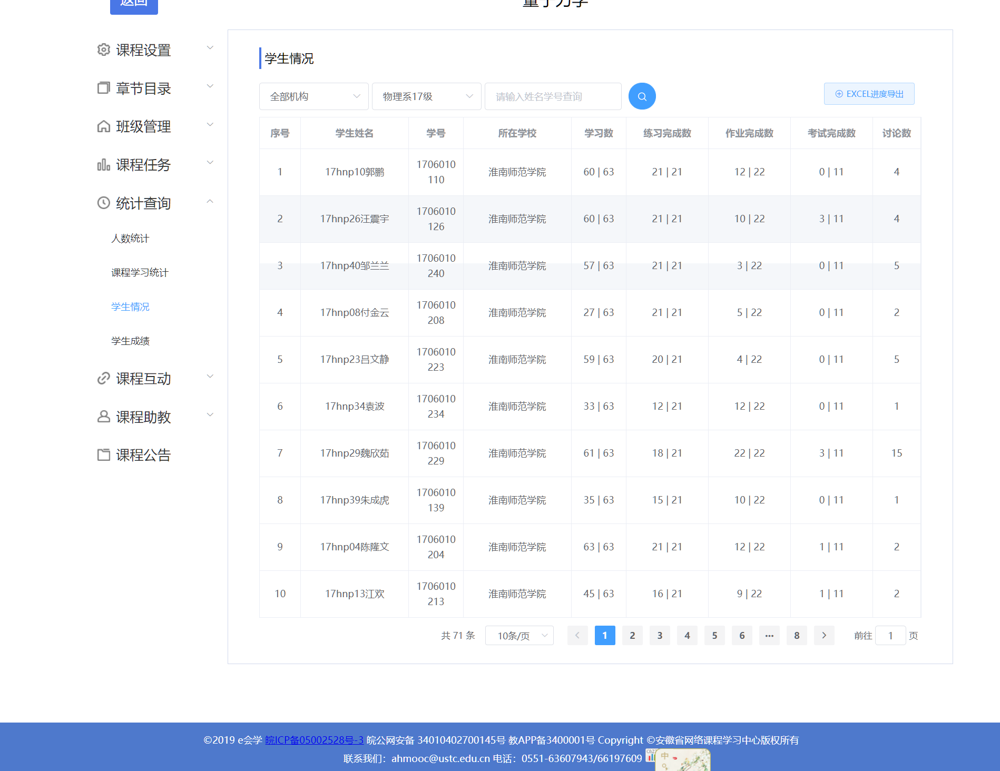 返回
量子力学
课程设置
章节目录
班级管理
课程任务
统计查询
人数统计
课程学习统计
学生情况
学生成绩
课程互动
课程助教
课程公告
学生情况
全部机构 物理系17级 请输入姓名学号查询 EXCEL进度导出
序号 学生姓名 学号 所在学校 学习数 练习完成数 作业完成数 考试完成数 讨论数
1 17hnp10郭鹏 1706010110 淮南师范学院 60 | 63 21 | 21 12 | 22 0 | 11 4
2 17hnp26汪震宇 1706010126 淮南师范学院 60 | 63 21 | 21 10 | 22 3 | 11 4
3 17hnp40邹兰兰 1706010240 淮南师范学院 57 | 63 21 | 21 3 | 22 0 | 11 5
4 17hnp08付金云 1706010208 淮南师范学院 27 | 63 21 | 21 5 | 22 0 | 11 2
5 17hnp23吕文静 1706010223 淮南师范学院 59 | 63 20 | 21 4 | 22 0 | 11 5
6 17hnp34袁波 1706010234 淮南师范学院 33 | 63 12 | 21 12 | 22 0 | 11 1
7 17hnp29魏欣茹 1706010229 淮南师范学院 61 | 63 18 | 21 22 | 22 3 | 11 15
8 17hnp39朱成虎 1706010139 淮南师范学院 35 | 63 15 | 21 10 | 22 0 | 11 1
9 17hnp04陈隆文 1706010204 淮南师范学院 63 | 63 21 | 21 12 | 22 1 | 11 2
10 17hnp13江欢 1706010213 淮南师范学院 45 | 63 16 | 21 9 | 22 1 | 11 2
共 71 条 10条/页 1 2 3 4 5 6 ... 8 前往 1 页
©2019 e会学 皖ICP备05002528号-3 皖公网安备 34010402700145号 教APP备3400001号 Copyright ©安徽省网络课程学习中心版权所有
联系我们：ahmooc@ustc.edu.cn 电话：0551-63607943/66197609
中